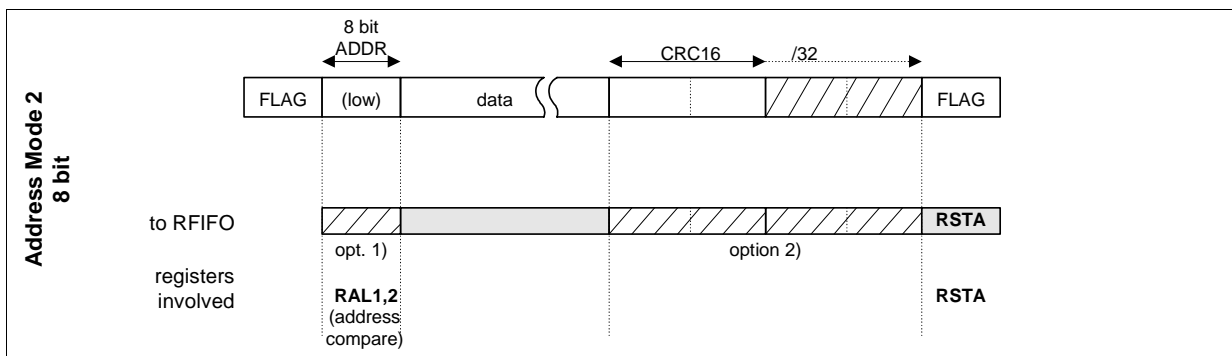 8 bit
ADDR
CRC16 /32
FLAG (low) data FLAG
Address Mode 2
8 bit
to RFIFO RSTA
opt. 1) option 2)
registers
involved
RAL1,2 RSTA
(address
compare)